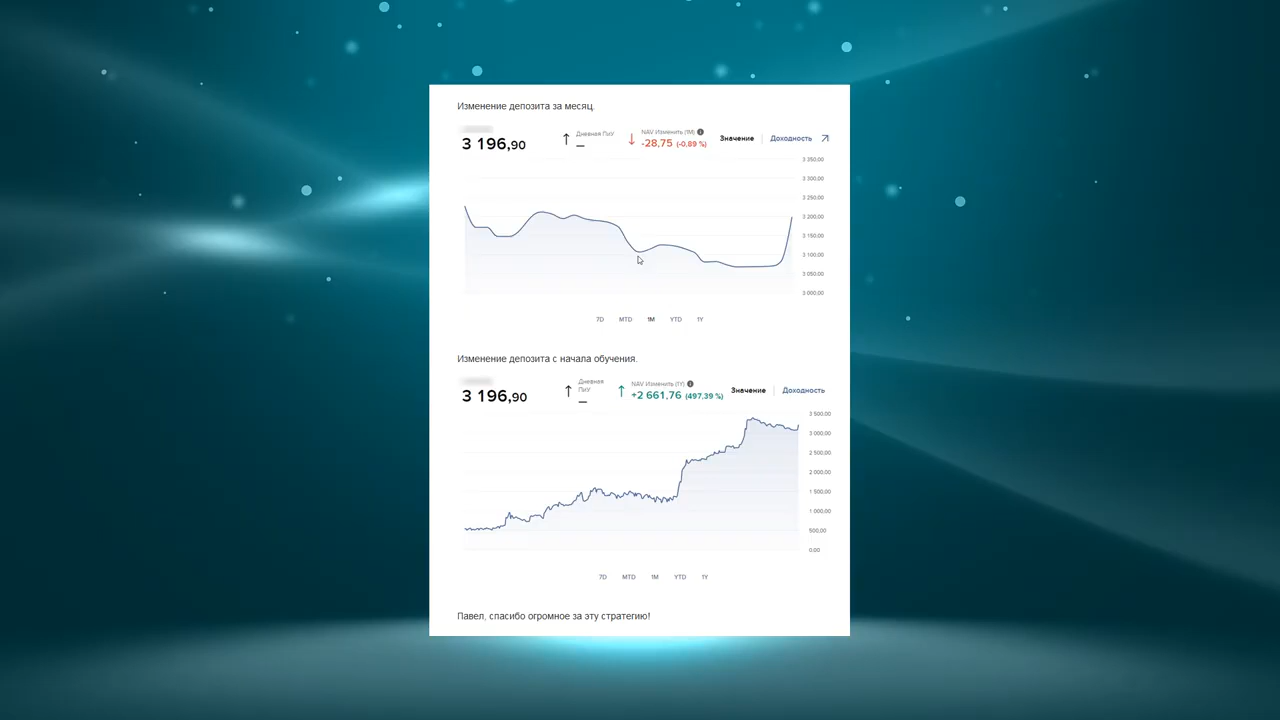 Изменение депозита за месяц.
3 196,90
Дневная ПиУ
—
NAV Изменить (1M)
-28,75 (-0,89 %)
Значение
Доходность
3 350,00
3 300,00
3 250,00
3 200,00
3 150,00
3 100,00
3 050,00
3 000,00
7D MTD 1M YTD 1Y
Изменение депозита с начала обучения.
3 196,90
Дневная
ПиУ
—
NAV Изменить (1Y)
+2 661,76 (497,39 %)
Значение
Доходность
3 500,00
3 000,00
2 500,00
2 000,00
1 500,00
1 000,00
500,00
0,00
7D MTD 1M YTD 1Y
Павел, спасибо огромное за эту стратегию!